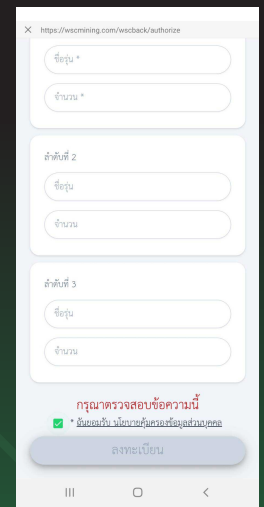 https://wscmining.com/wscback/authorize
ชื่อรุ่น *
จำนวน *
ลำดับที่ 2
ชื่อรุ่น
จำนวน
ลำดับที่ 3
ชื่อรุ่น
จำนวน
กรุณาตรวจสอบข้อความนี้
* ฉันยอมรับ นโยบายคุ้มครองข้อมูลส่วนบุคคล
ลงทะเบียน